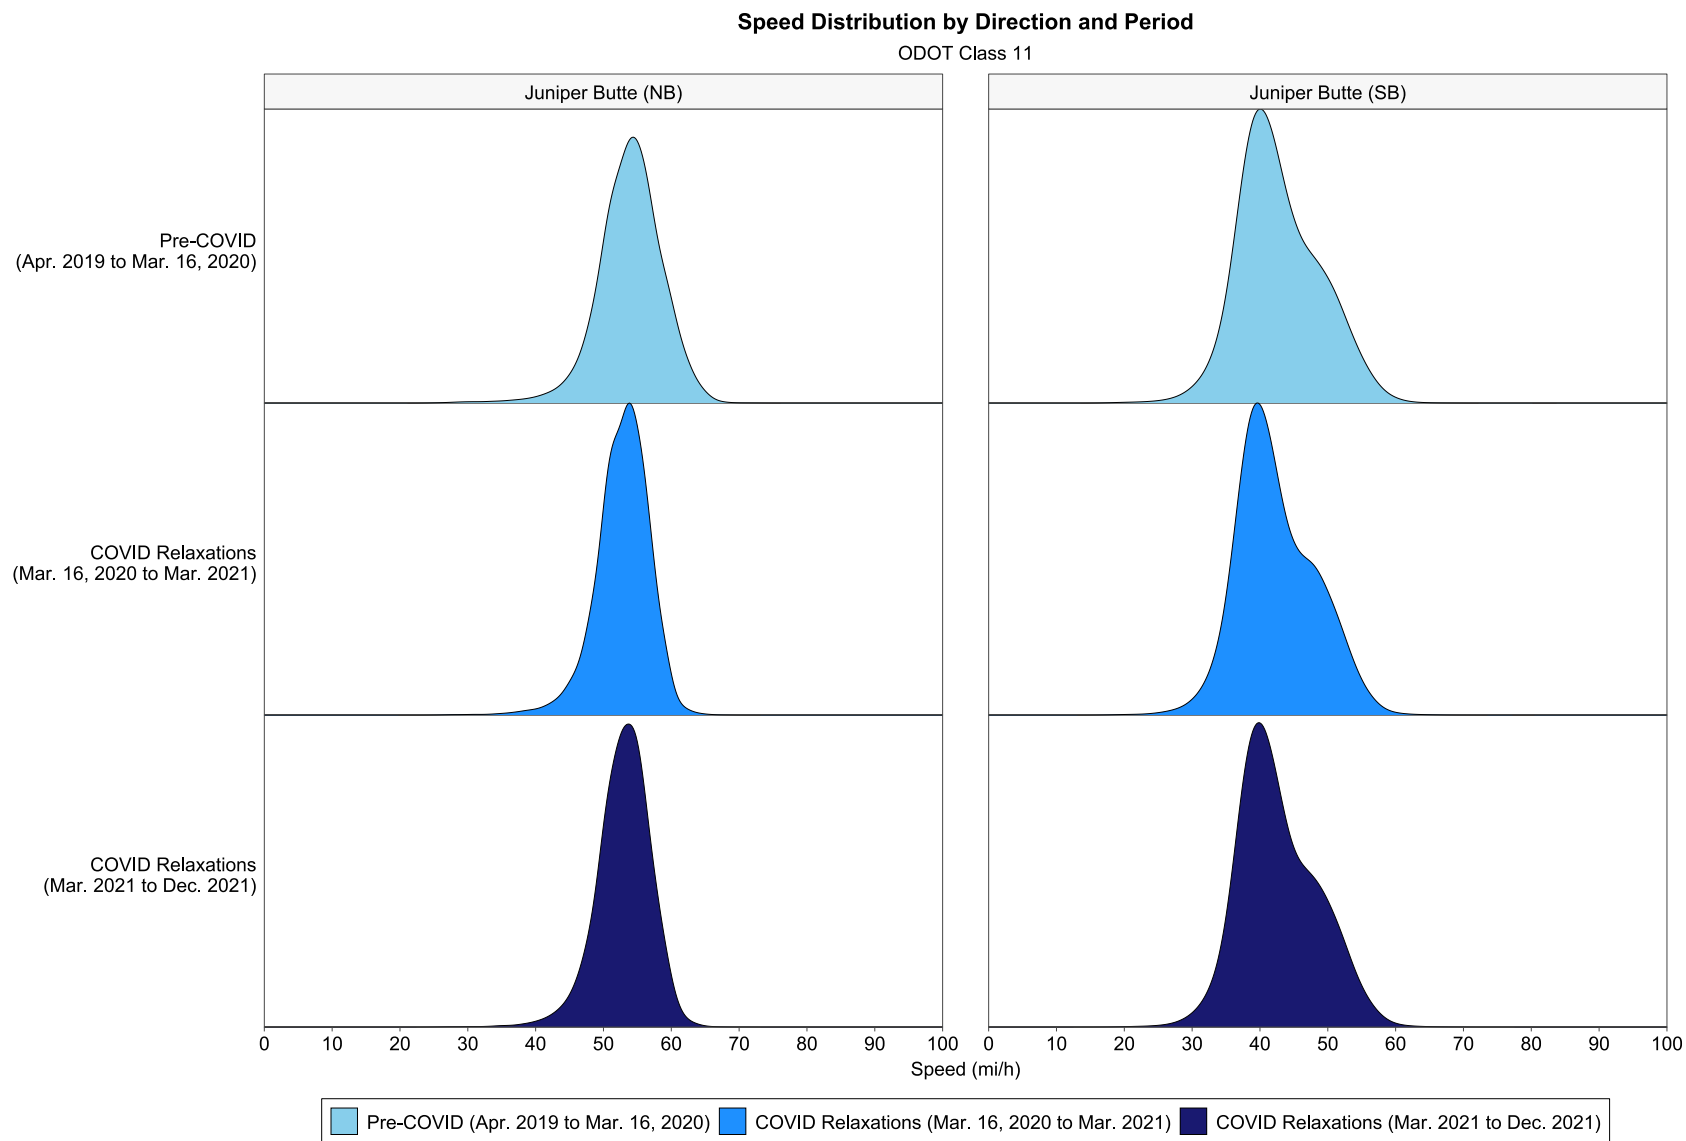 Speed Distribution by Direction and Period
ODOT Class 11
Juniper Butte (NB)
Juniper Butte (SB)
Pre-COVID
(Apr. 2019 to Mar. 16, 2020)
COVID Relaxations
(Mar. 16, 2020 to Mar. 2021)
COVID Relaxations
(Mar. 2021 to Dec. 2021)
0 10 20 30 40 50 60 70 80 90 100
0 10 20 30 40 50 60 70 80 90 100
Speed (mi/h)
Pre-COVID (Apr. 2019 to Mar. 16, 2020) COVID Relaxations (Mar. 16, 2020 to Mar. 2021) COVID Relaxations (Mar. 2021 to Dec. 2021)